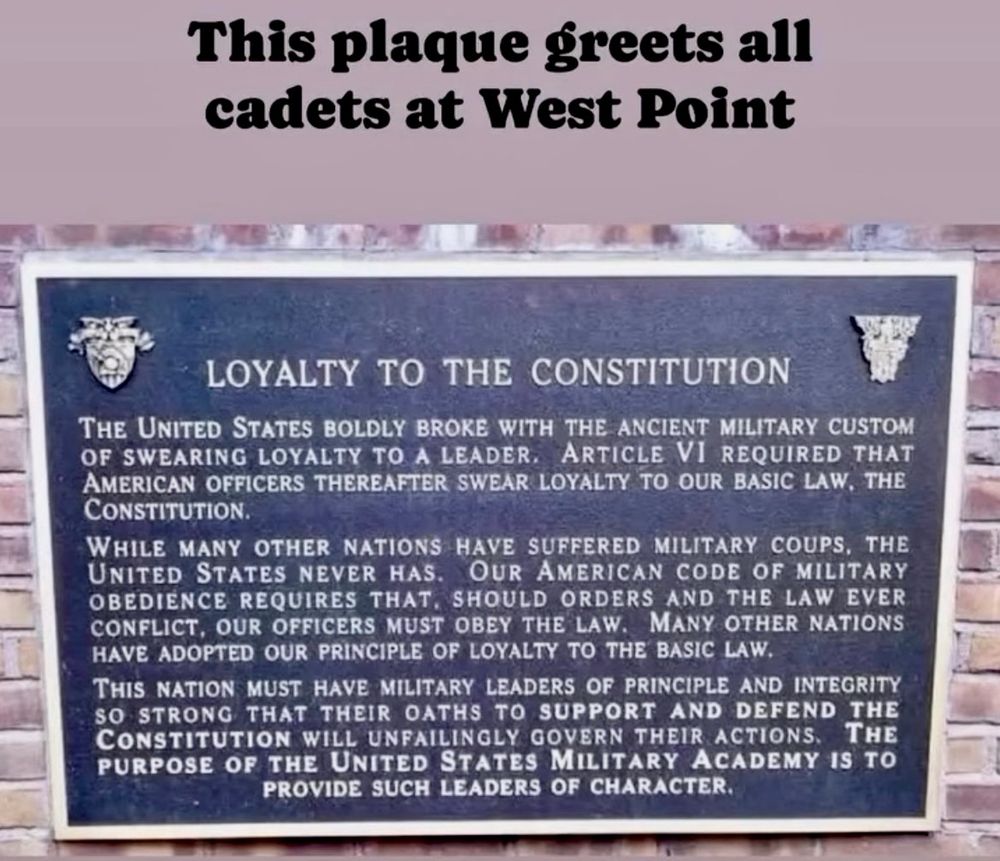 This plaque greets all
cadets at West Point
LOYALTY TO THE CONSTITUTION
THE UNITED STATES BOLDLY BROKE WITH THE ANCIENT MILITARY CUSTOM
OF SWEARING LOYALTY TO A LEADER. ARTICLE VI REQUIRED THAT
AMERICAN OFFICERS THEREAFTER SWEAR LOYALTY TO OUR BASIC LAW, THE
CONSTITUTION.
WHILE MANY OTHER NATIONS HAVE SUFFERED MILITARY COUPS, THE
UNITED STATES NEVER HAS. OUR AMERICAN CODE OF MILITARY
OBEDIENCE REQUIRES THAT, SHOULD ORDERS AND THE LAW EVER
CONFLICT, OUR OFFICERS MUST OBEY THE LAW. MANY OTHER NATIONS
HAVE ADOPTED OUR PRINCIPLE OF LOYALTY TO THE BASIC LAW.
THIS NATION MUST HAVE MILITARY LEADERS OF PRINCIPLE AND INTEGRITY
SO STRONG THAT THEIR OATHS TO SUPPORT AND DEFEND THE
CONSTITUTION WILL UNFAILINGLY GOVERN THEIR ACTIONS. THE
PURPOSE OF THE UNITED STATES MILITARY ACADEMY IS TO
PROVIDE SUCH LEADERS OF CHARACTER.